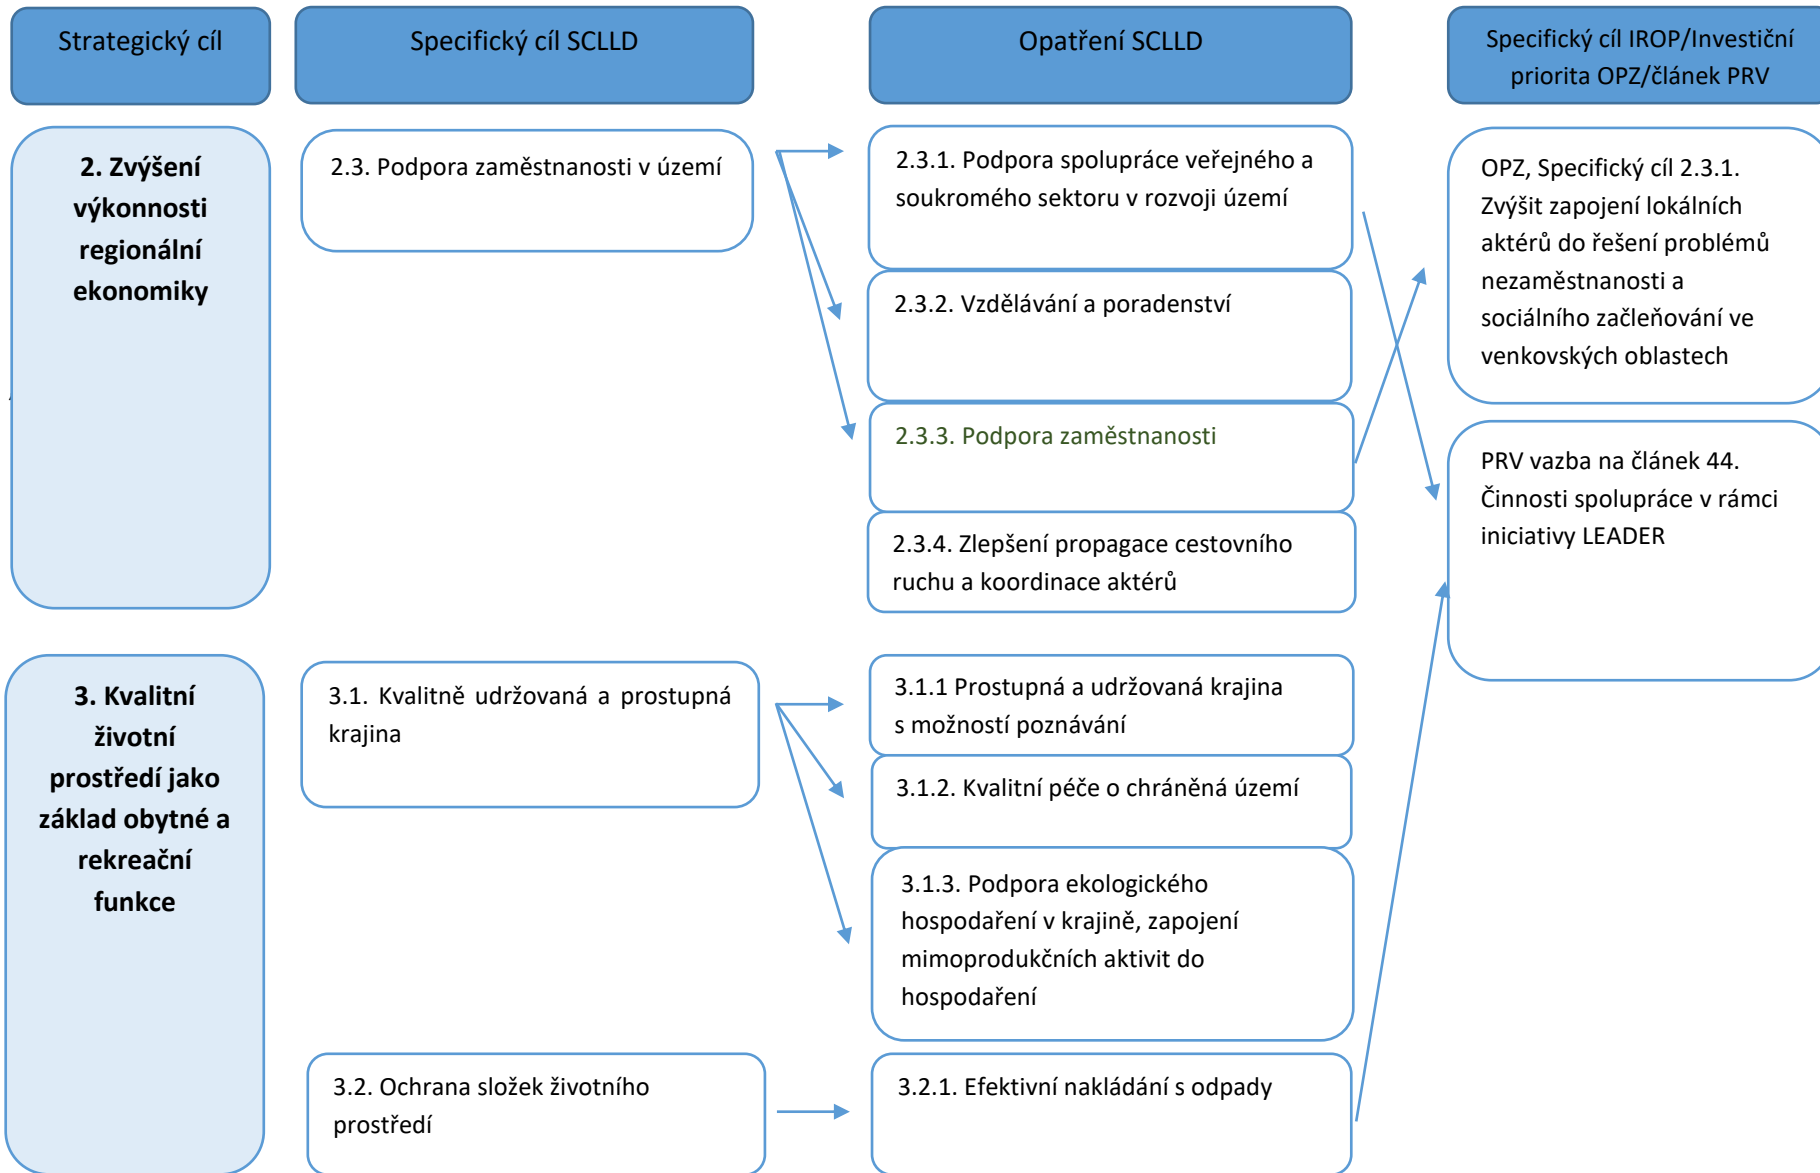 Strategický cíl
Specifický cíl SCLLD
Opatření SCLLD
Specifický cíl IROP/Investiční
priorita OPZ/článek PRV
2. Zvýšení
výkonnosti
regionální
ekonomiky
2.3. Podpora zaměstnanosti v území
2.3.1. Podpora spolupráce veřejného a
soukromého sektoru v rozvoji území
2.3.2. Vzdělávání a poradenství
2.3.3. Podpora zaměstnanosti
2.3.4. Zlepšení propagace cestovního
ruchu a koordinace aktérů
OPZ, Specifický cíl 2.3.1.
Zvýšit zapojení lokálních
aktérů do řešení problémů
nezaměstnanosti a
sociálního začleňování ve
venkovských oblastech
PRV vazba na článek 44.
Činnosti spolupráce v rámci
iniciativy LEADER
3. Kvalitní
životní
prostředí jako
základ obytné a
rekreační
funkce
3.1. Kvalitně udržovaná a prostupná
krajina
3.1.1 Prostupná a udržovaná krajina
s možností poznávání
3.1.2. Kvalitní péče o chráněná území
3.1.3. Podpora ekologického
hospodaření v krajině, zapojení
mimoprodukčních aktivit do
hospodaření
3.2. Ochrana složek životního
prostředí
3.2.1. Efektivní nakládání s odpady